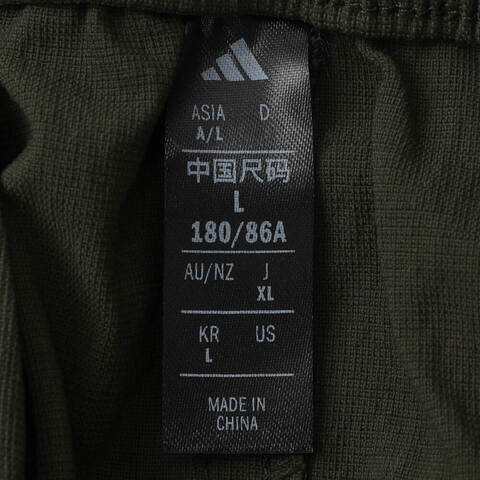 ASIA D
A/L
中国尺码
L
180/86A
AU/NZ J
XL
KR US
L
MADE IN
CHINA